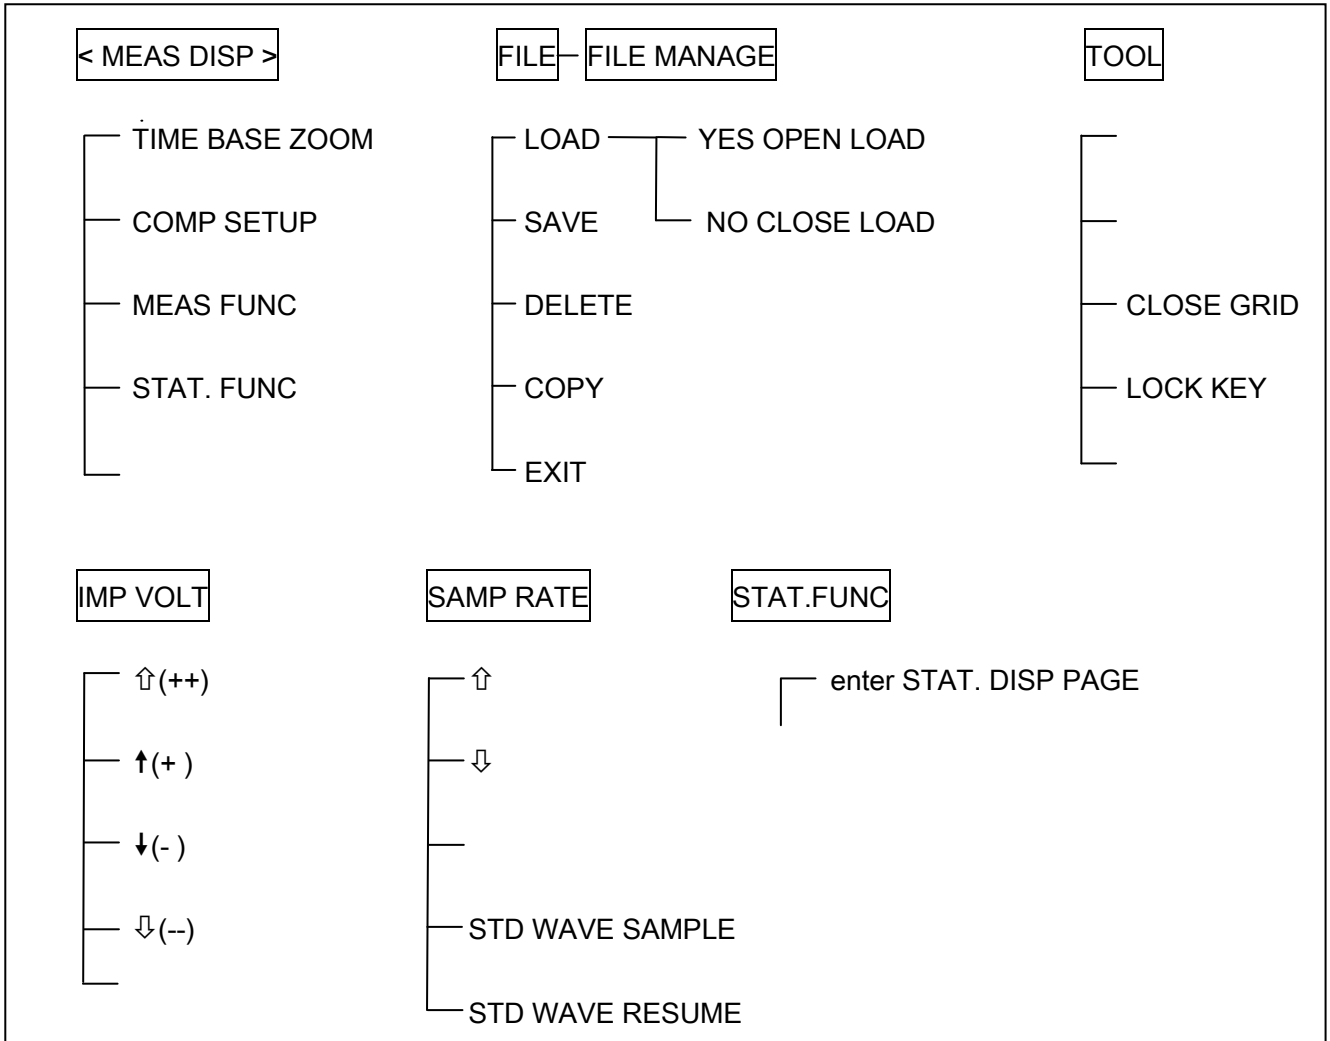 < MEAS DISP >
FILE FILE MANAGE
TOOL
TIME BASE ZOOM
COMP SETUP
MEAS FUNC
STAT. FUNC
LOAD
SAVE
DELETE
COPY
EXIT
YES OPEN LOAD
NO CLOSE LOAD
CLOSE GRID
LOCK KEY
IMP VOLT
⇧(++)
↑(+ )
↓(- )
⇩(--)
SAMP RATE
⇧
⇩
STD WAVE SAMPLE
STD WAVE RESUME
STAT.FUNC
enter STAT. DISP PAGE